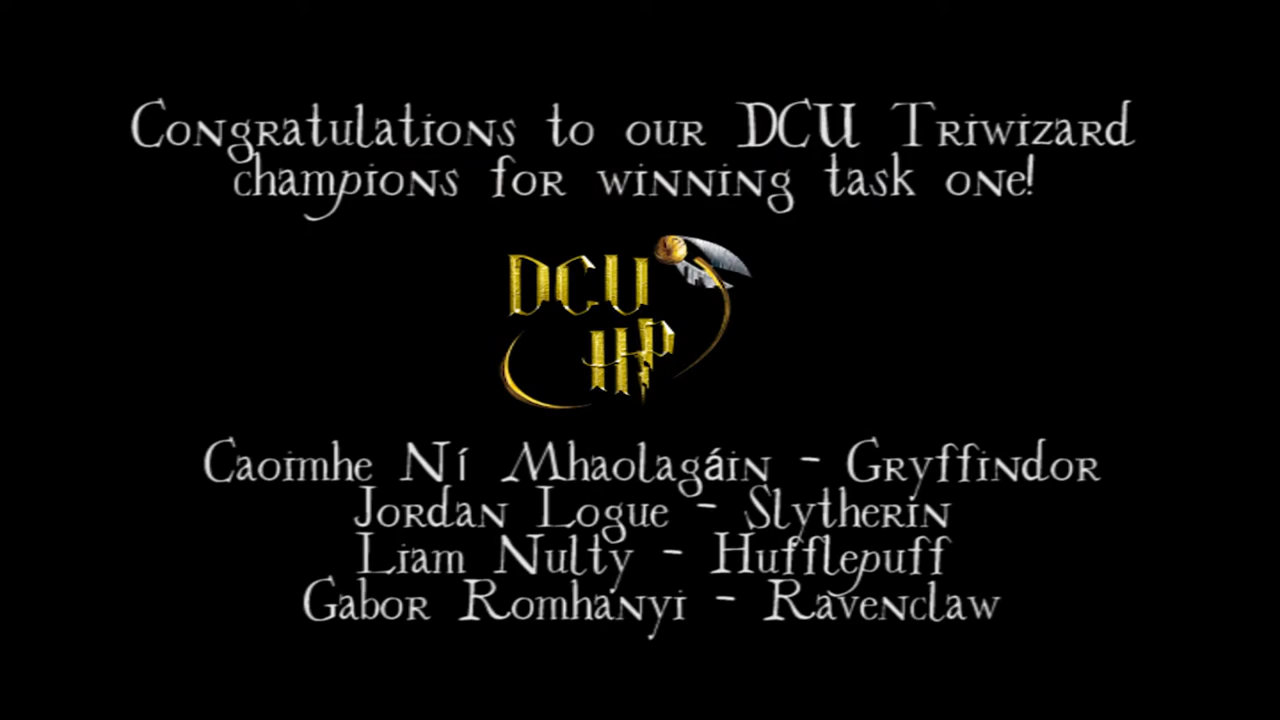 Congratulations to our DCU Triwizard
champions for winning task one!
DCU
HP
Caoimhe Ní Mhaolagáin - Gryffindor
Jordan Logue - Slytherin
Liam Nulty - Hufflepuff
Gabor Romhanyi - Ravenclaw